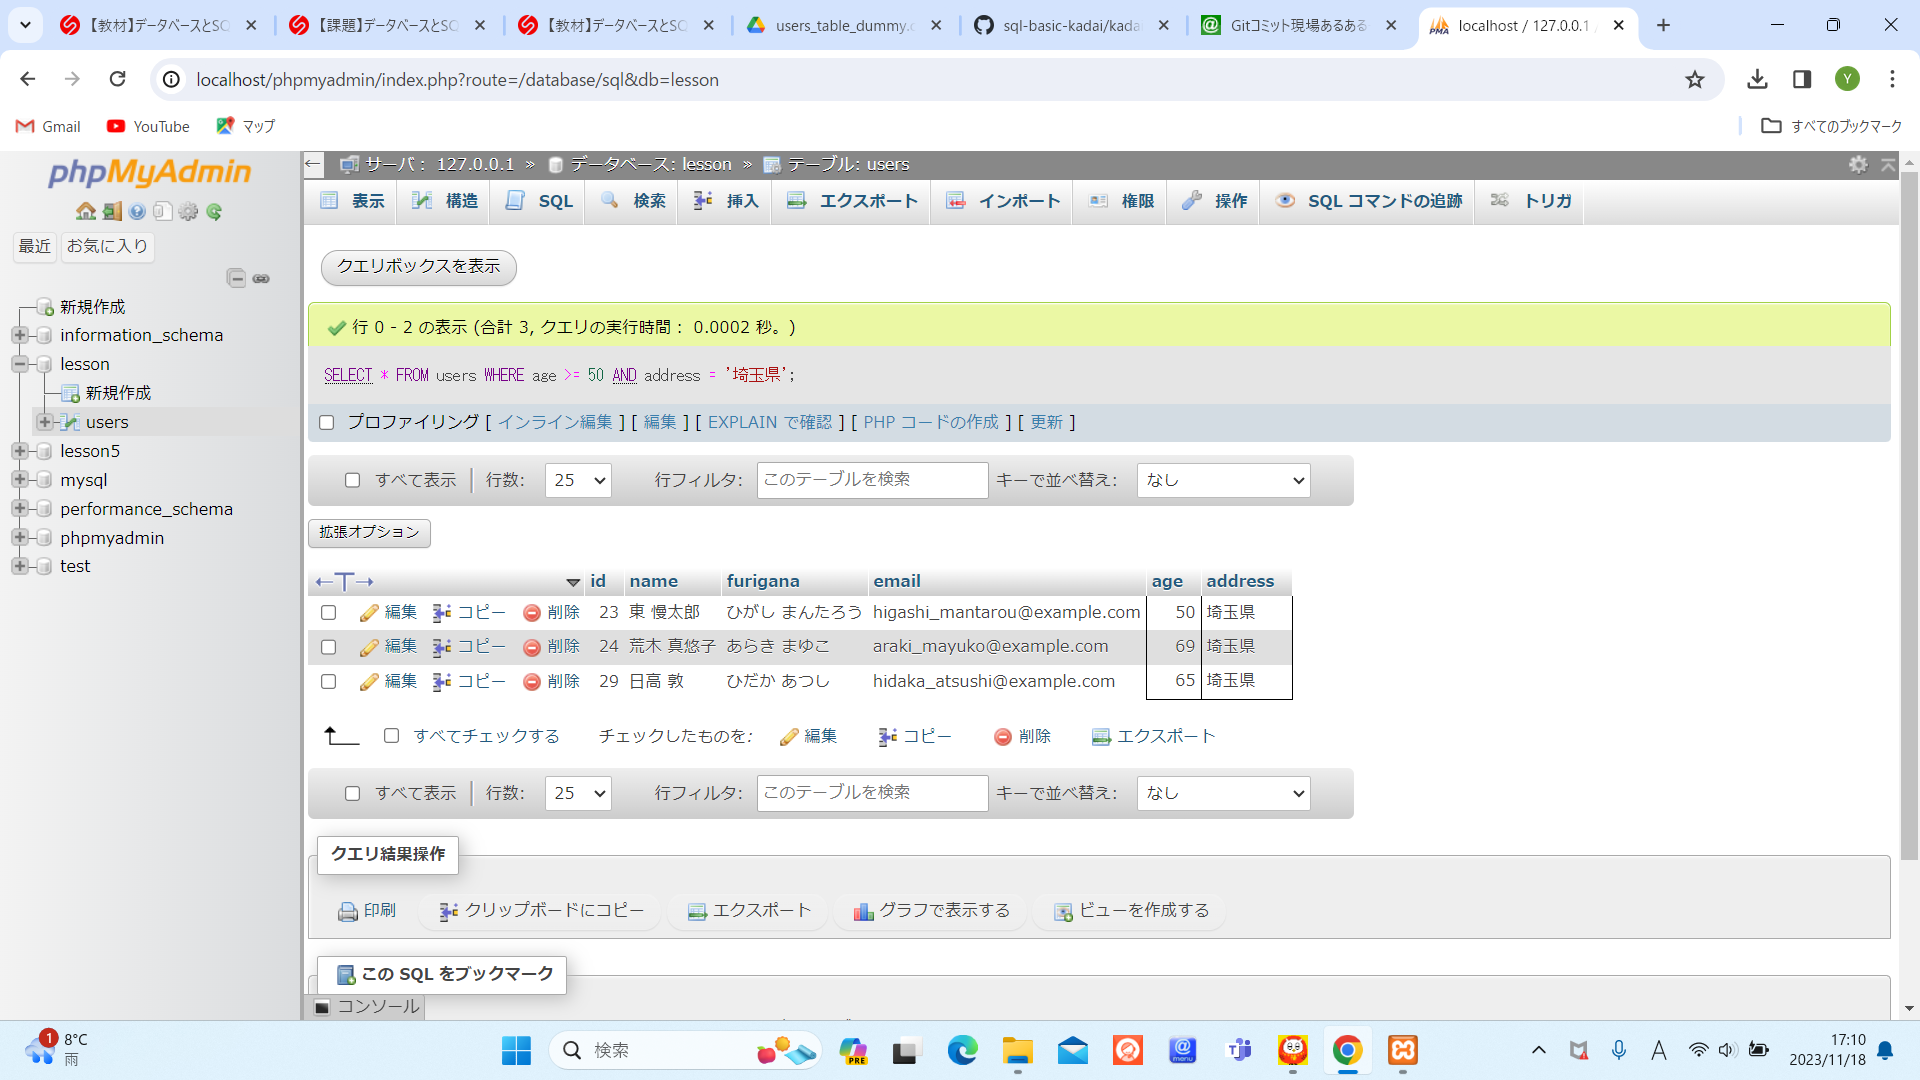 【教材】データベースとSQ
【課題】データベースとSQ
【教材】データベースとSQ
users_table_dummy.c
sql-basic-kadai/kada
Gitコミット現場あるある
localhost / 127.0.0.1 /
localhost/phpmyadmin/index.php?route=/database/sql&db=lesson
Y
Gmail
YouTube
マップ
すべてのブックマーク
phpMyAdmin
最近
お気に入り
新規作成
information_schema
lesson
新規作成
users
lesson5
mysql
performance_schema
phpmyadmin
test
サーバ: 127.0.0.1 » データベース: lesson » テーブル: users
表示 構造 SQL 検索 挿入 エクスポート インポート 権限 操作 SQL コマンドの追跡 トリガ
クエリボックスを表示
行 0 - 2 の表示 (合計 3, クエリの実行時間: 0.0002 秒。)
SELECT * FROM users WHERE age >= 50 AND address = '埼玉県';
プロファイリング [ インライン編集 ] [ 編集 ] [ EXPLAIN で確認 ] [ PHP コードの作成 ] [ 更新 ]
すべて表示 行数: 25 行フィルタ: このテーブルを検索 キーで並べ替え: なし
拡張オプション
←T→ id name furigana email age address
編集 コピー 削除 23 東 慢太郎 ひがし まんたろう higashi_mantarou@example.com 50 埼玉県
編集 コピー 削除 24 荒木 真悠子 あらき まゆこ araki_mayuko@example.com 69 埼玉県
編集 コピー 削除 29 日高 敦 ひだか あつし hidaka_atsushi@example.com 65 埼玉県
すべてチェックする チェックしたものを: 編集 コピー 削除 エクスポート
すべて表示 行数: 25 行フィルタ: このテーブルを検索 キーで並べ替え: なし
クエリ結果操作
印刷 クリップボードにコピー エクスポート グラフで表示する ビューを作成する
この SQL をブックマーク
コンソール
1
8°C
雨
検索
PRE
menu
A
17:10
2023/11/18